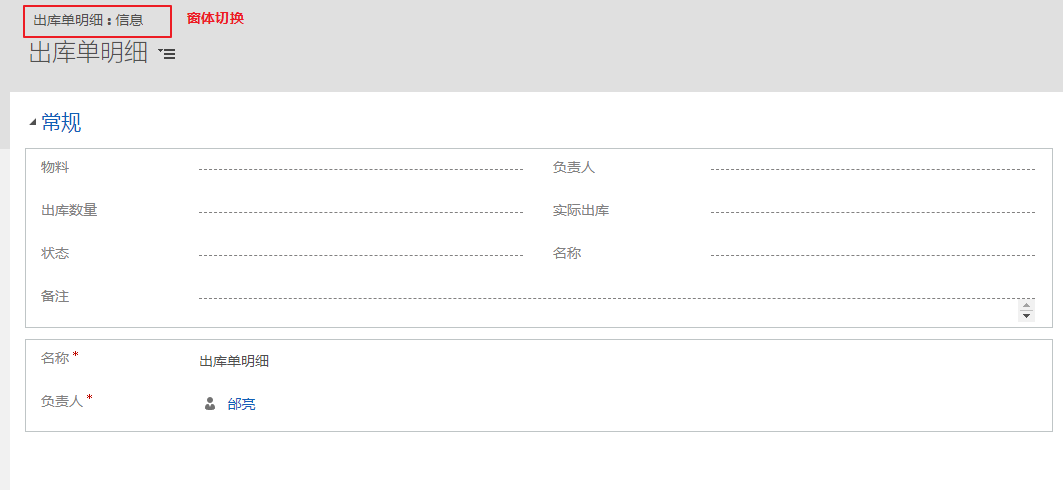 出库单明细：信息 窗体切换
出库单明细
常规
物料 负责人
出库数量 实际出库
状态 名称
备注
名称* 出库单明细
负责人* 邰亮